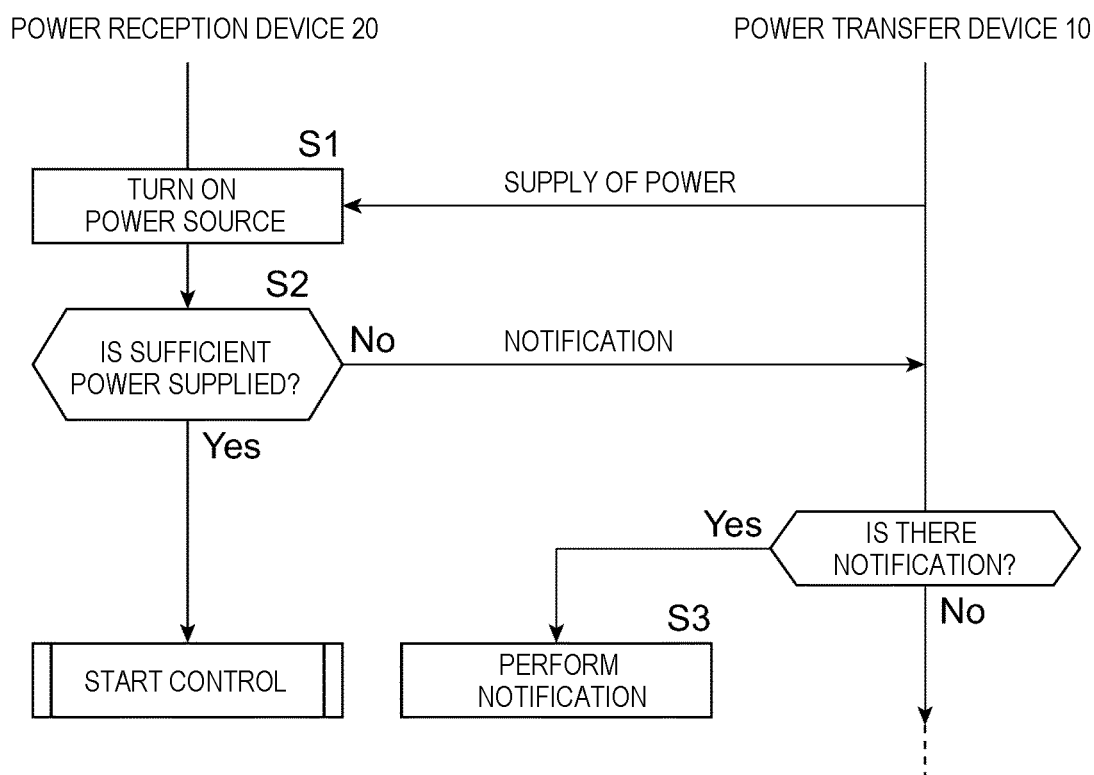 POWER RECEPTION DEVICE 20
POWER TRANSFER DEVICE 10
S1
TURN ON
POWER SOURCE
SUPPLY OF POWER
S2
IS SUFFICIENT
POWER SUPPLIED?
No
NOTIFICATION
Yes
IS THERE
NOTIFICATION?
Yes
No
S3
PERFORM
NOTIFICATION
START CONTROL